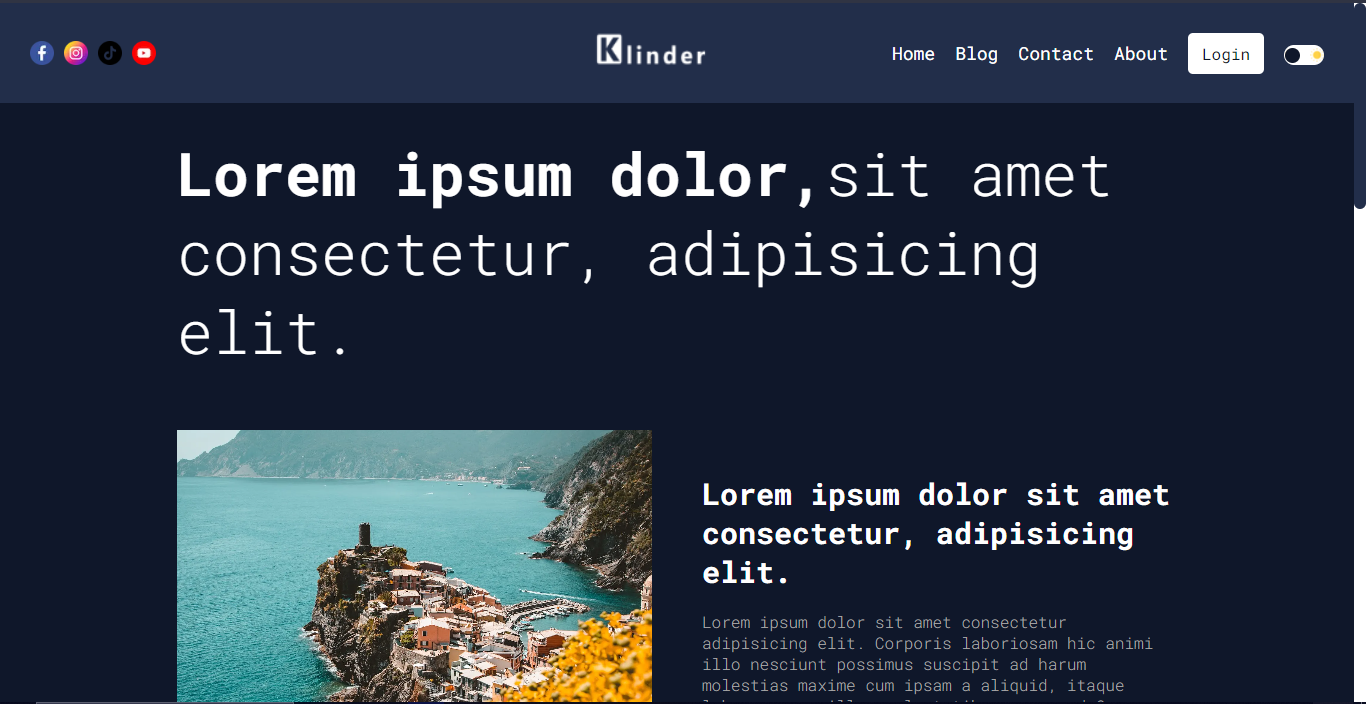 Klinder
Home Blog Contact About Login
Lorem ipsum dolor,sit amet
consectetur, adipisicing
elit.
Lorem ipsum dolor sit amet
consectetur, adipisicing
elit.
Lorem ipsum dolor sit amet consectetur
adipisicing elit. Corporis laboriosam hic animi
illo nesciunt possimus suscipit ad harum
molestias maxime cum ipsam a aliquid, itaque